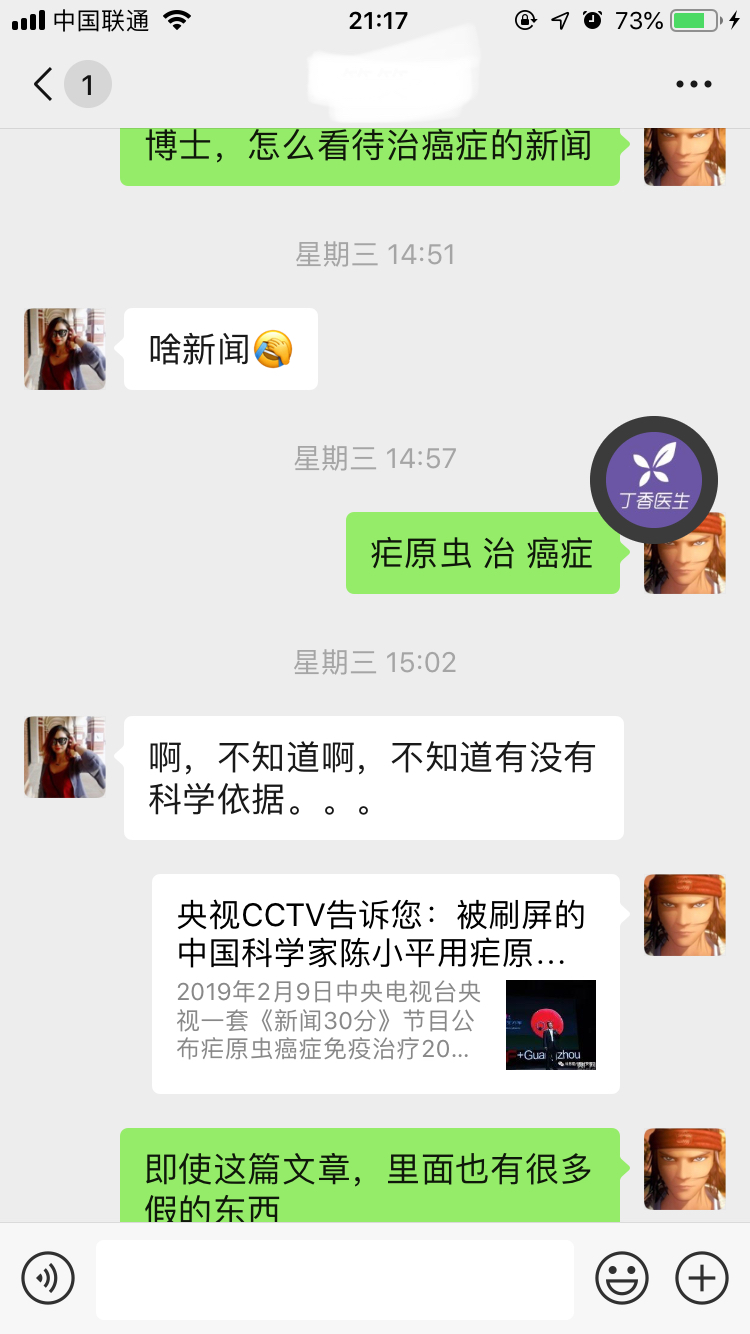 中国联通
21:17
73%
1
博士，怎么看待治癌症的新闻
星期三 14:51
啥新闻🤦
星期三 14:57
丁香医生
疟原虫 治 癌症
星期三 15:02
啊，不知道啊，不知道有没有
科学依据。。。
央视CCTV告诉您：被刷屏的
中国科学家陈小平用疟原...
2019年2月9日中央电视台央
视一套《新闻30分》节目公
布疟原虫癌症免疫治疗20...
即使这篇文章，里面也有很多
假的东西